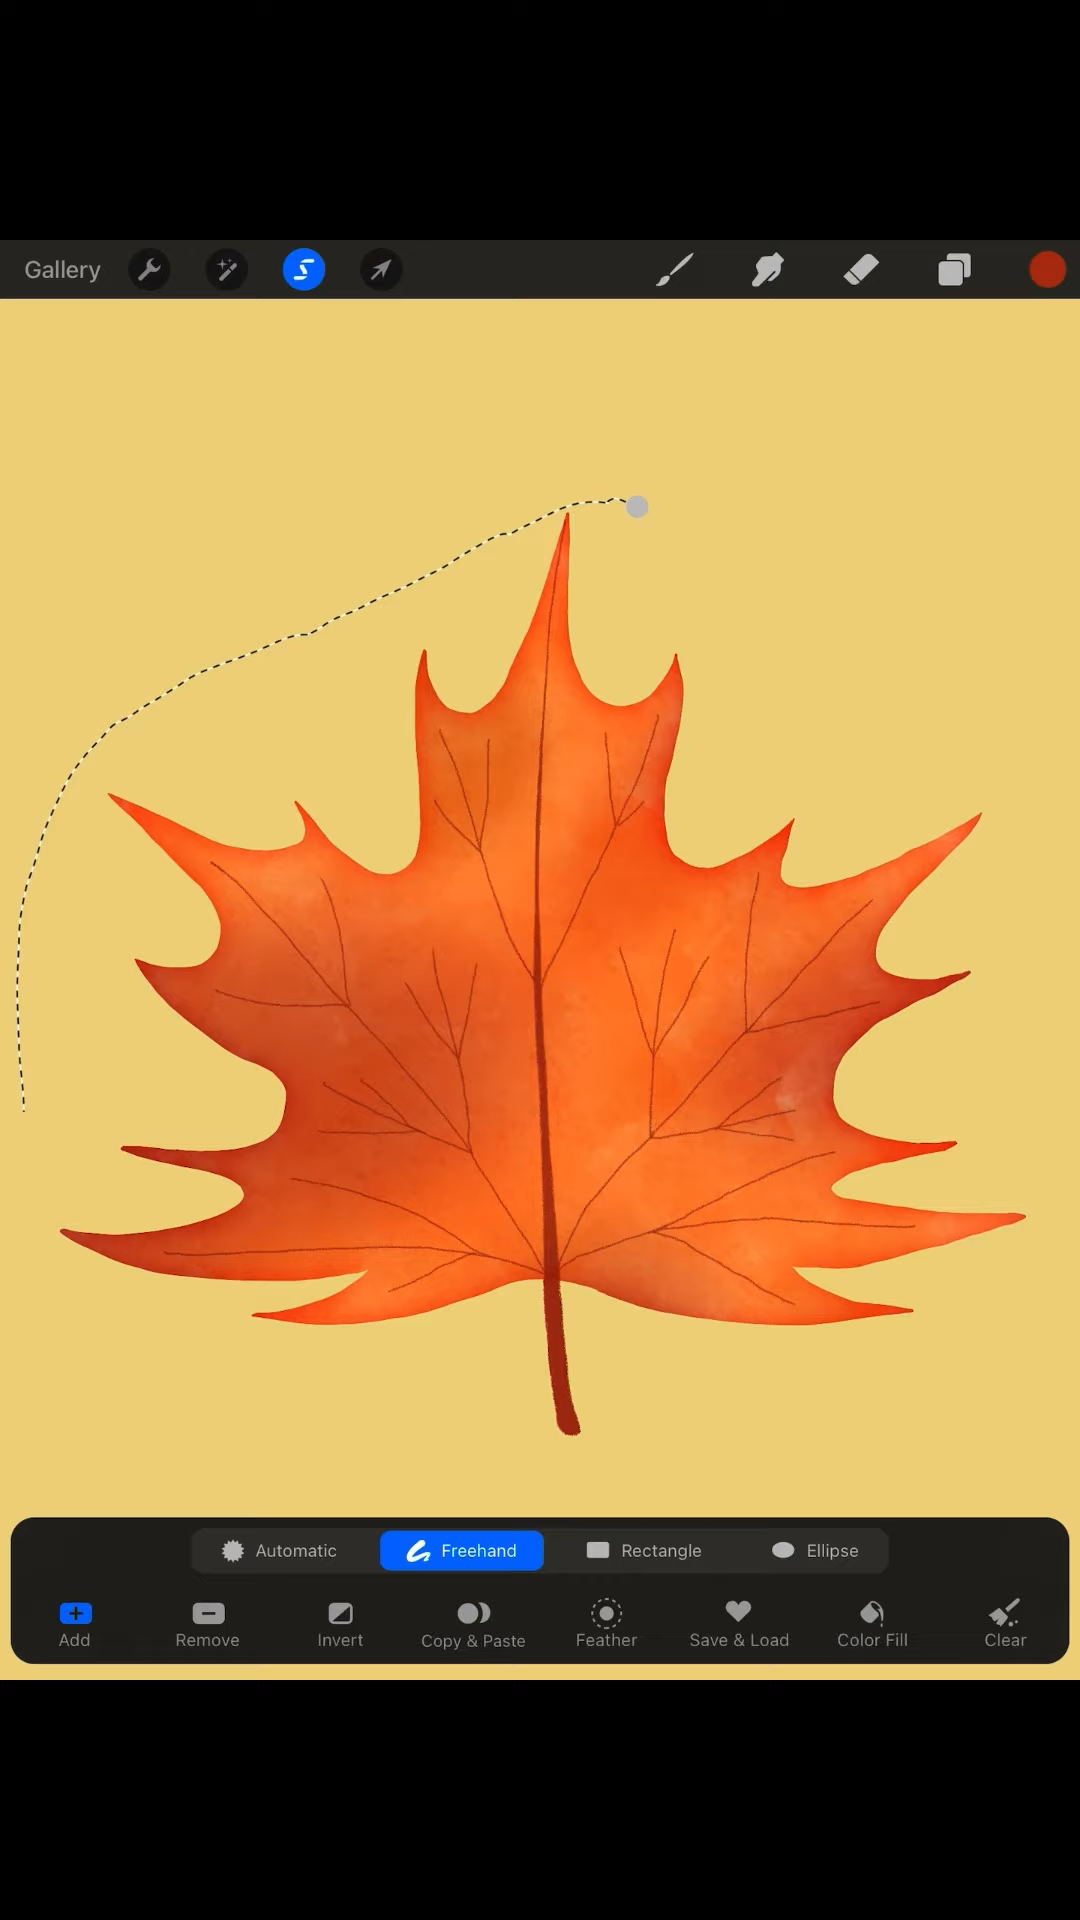 Gallery
Automatic Freehand Rectangle Ellipse
Add Remove Invert Copy & Paste Feather Save & Load Color Fill Clear